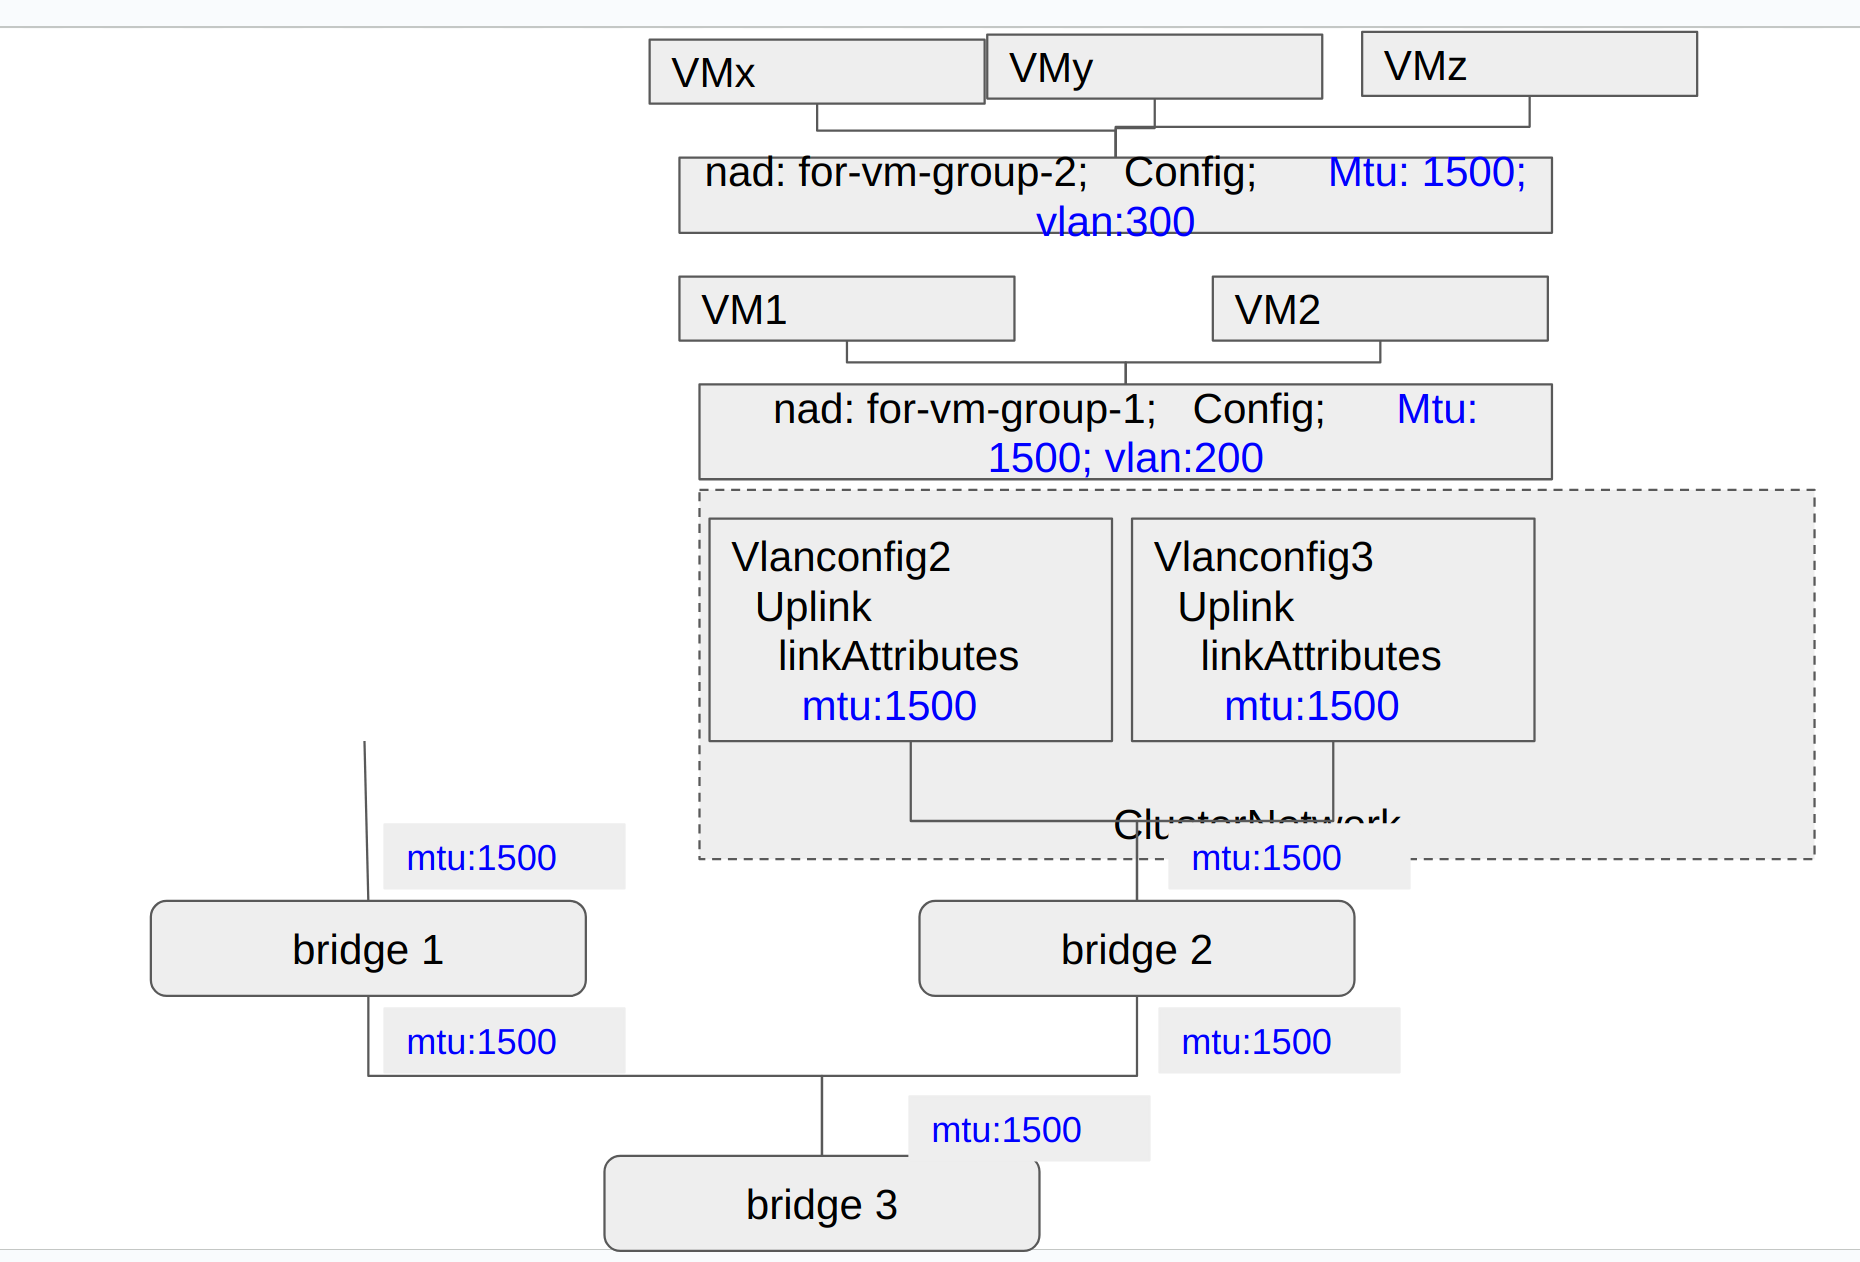 VMx
VMy
VMz
nad: for-vm-group-2; Config; Mtu: 1500;
vlan:300
VM1
VM2
nad: for-vm-group-1; Config; Mtu:
1500; vlan:200
Vlanconfig2
Uplink
linkAttributes
mtu:1500
Vlanconfig3
Uplink
linkAttributes
mtu:1500
ClusterNetwork
mtu:1500
mtu:1500
bridge 1
bridge 2
mtu:1500
mtu:1500
mtu:1500
bridge 3